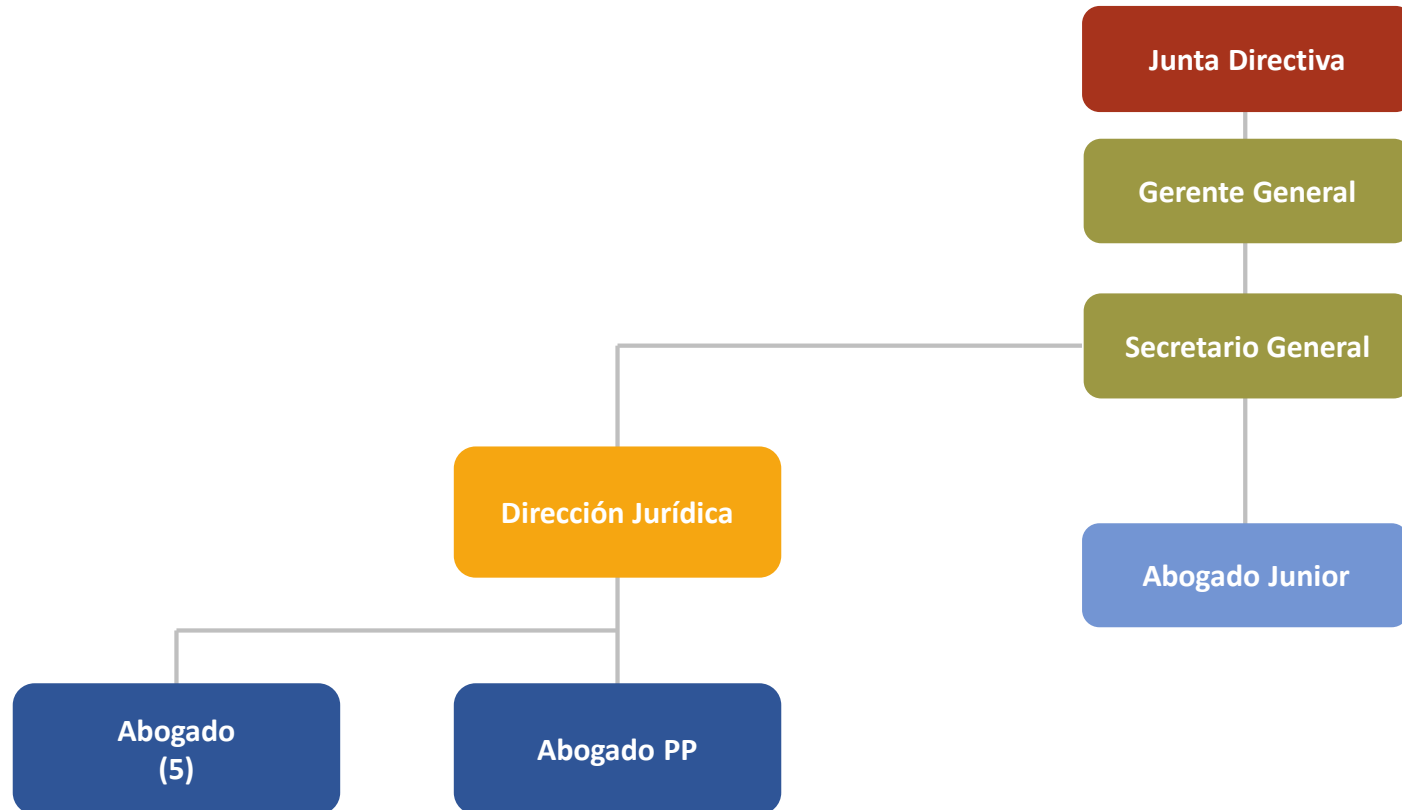 Junta Directiva
Gerente General
Secretario General
Dirección Jurídica
Abogado Junior
Abogado
(5)
Abogado PP